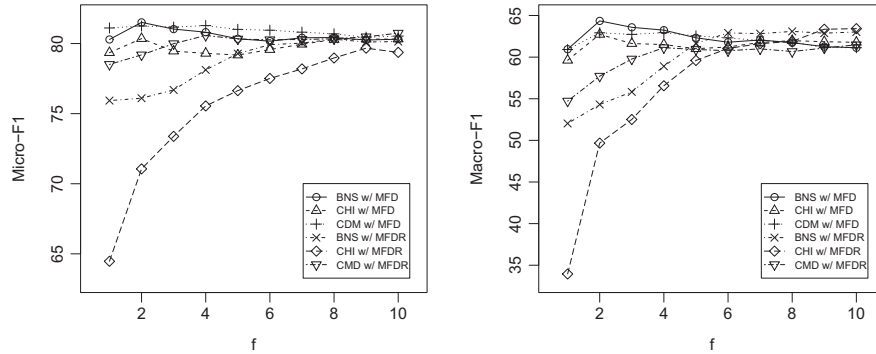 Micro−F1
80
75
70
65
2
4
6
8
10
f
BNS w/ MFD
CHI w/ MFD
CDM w/ MFD
BNS w/ MFDR
CHI w/ MFDR
CMD w/ MFDR
Macro−F1
65
60
55
50
45
40
35
2
4
6
8
10
f
BNS w/ MFD
CHI w/ MFD
CDM w/ MFD
BNS w/ MFDR
CHI w/ MFDR
CMD w/ MFDR